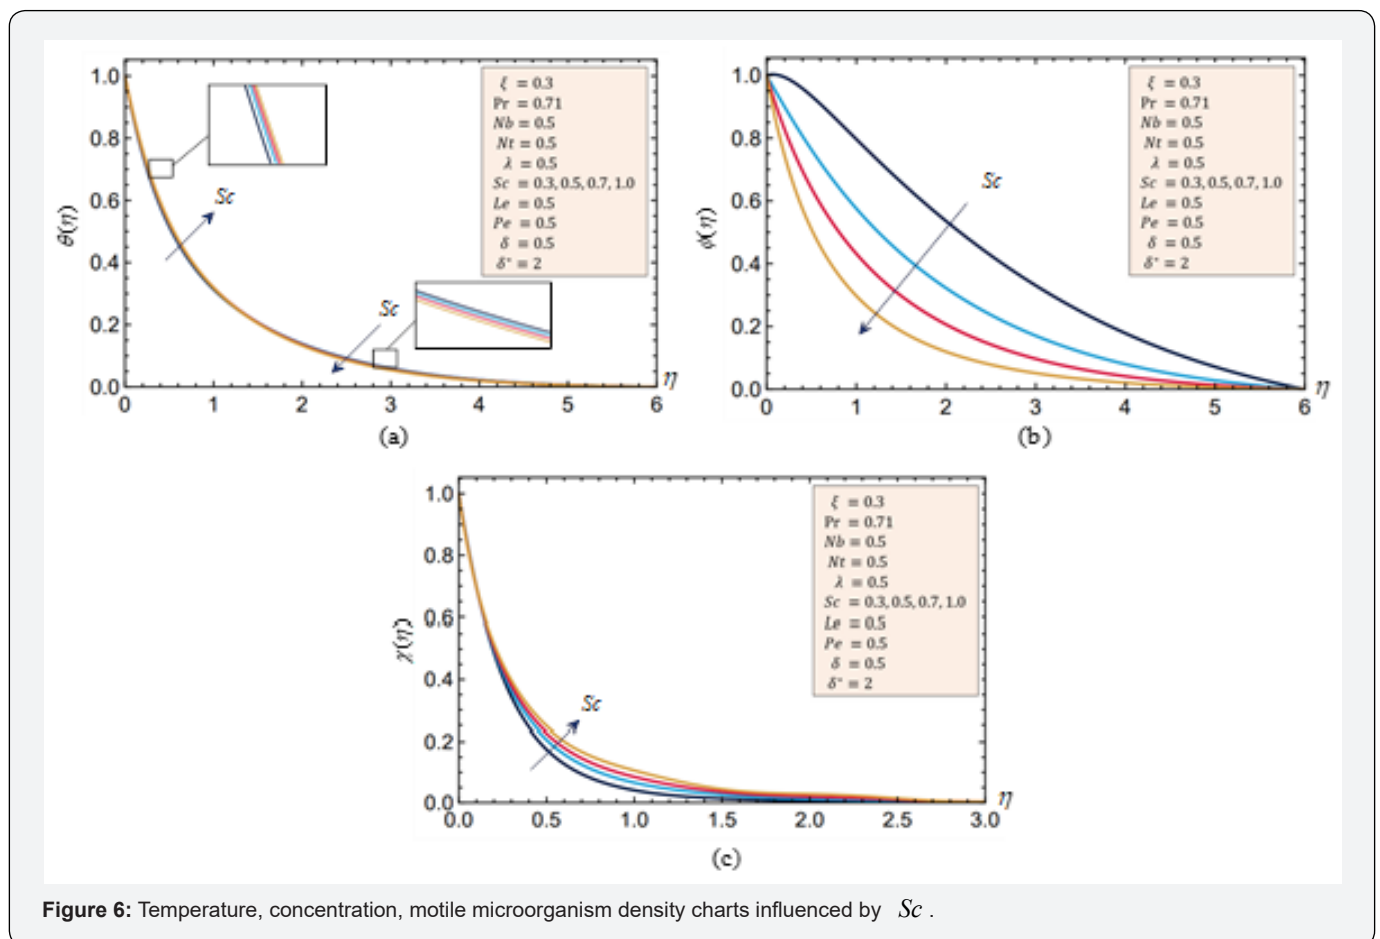 1.0
0.8
0.6
0.4
0.2
0.0
θ(η)
0 1 2 3 4 5 6
η
Sc
Sc
ξ = 0.3
Pr = 0.71
Nb = 0.5
Nt = 0.5
λ = 0.5
Sc = 0.3, 0.5, 0.7, 1.0
Le = 0.5
Pe = 0.5
δ = 0.5
δ* = 2
(a)
1.0
0.8
0.6
0.4
0.2
0.0
ϕ(η)
0 1 2 3 4 5 6
η
Sc
ξ = 0.3
Pr = 0.71
Nb = 0.5
Nt = 0.5
λ = 0.5
Sc = 0.3, 0.5, 0.7, 1.0
Le = 0.5
Pe = 0.5
δ = 0.5
δ* = 2
(b)
1.0
0.8
0.6
0.4
0.2
0.0
χ(η)
0.0 0.5 1.0 1.5 2.0 2.5 3.0
η
Sc
ξ = 0.3
Pr = 0.71
Nb = 0.5
Nt = 0.5
λ = 0.5
Sc = 0.3, 0.5, 0.7, 1.0
Le = 0.5
Pe = 0.5
δ = 0.5
δ* = 2
(c)
Figure 6: Temperature, concentration, motile microorganism density charts influenced by Sc .